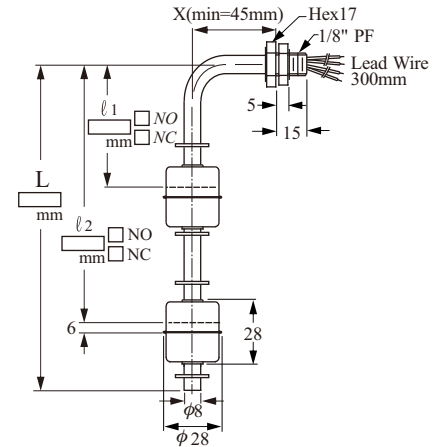 X(min=45mm)
Hex17
1/8" PF
Lead Wire
300mm
5
15
ℓ1
mm
NO
NC
L
mm
ℓ2
mm
NO
NC
6
28
ϕ8
ϕ28